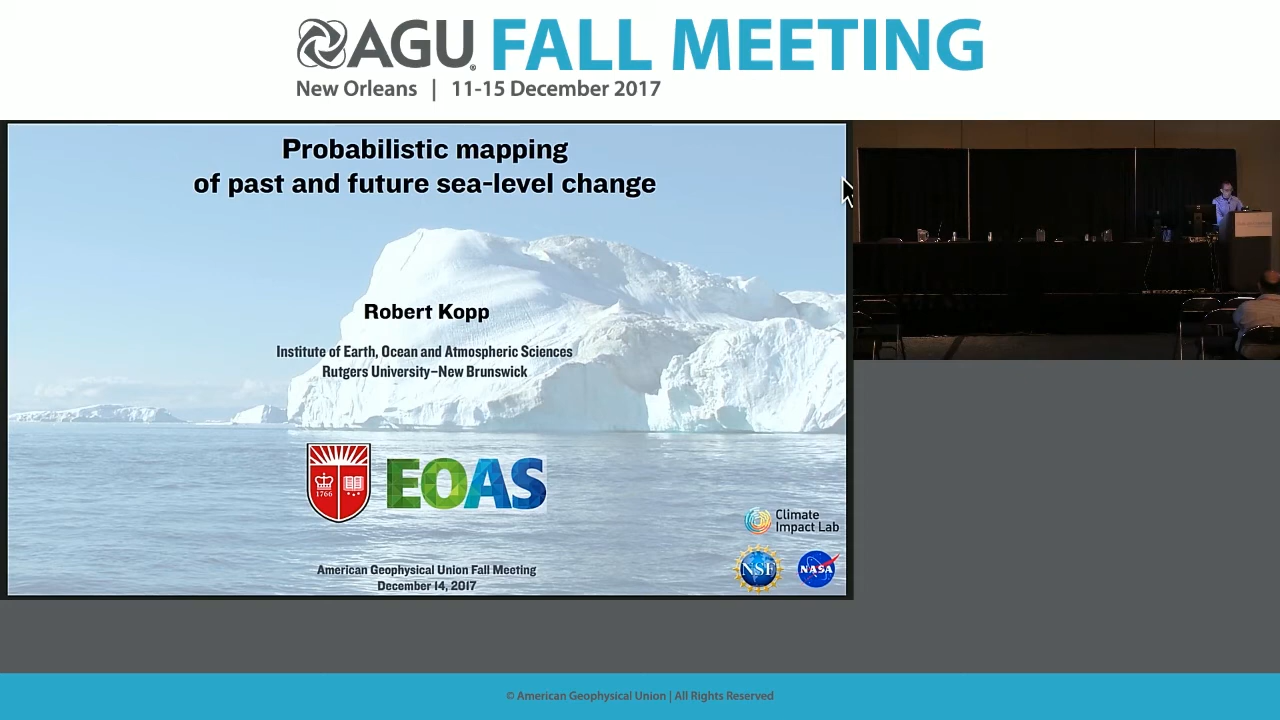 AGU FALL MEETING
New Orleans | 11-15 December 2017
Probabilistic mapping
of past and future sea-level change
Robert Kopp
Institute of Earth, Ocean and Atmospheric Sciences
Rutgers University–New Brunswick
1766
EOAS
Climate
Impact Lab
NSF
NASA
American Geophysical Union Fall Meeting
December 14, 2017
© American Geophysical Union | All Rights Reserved